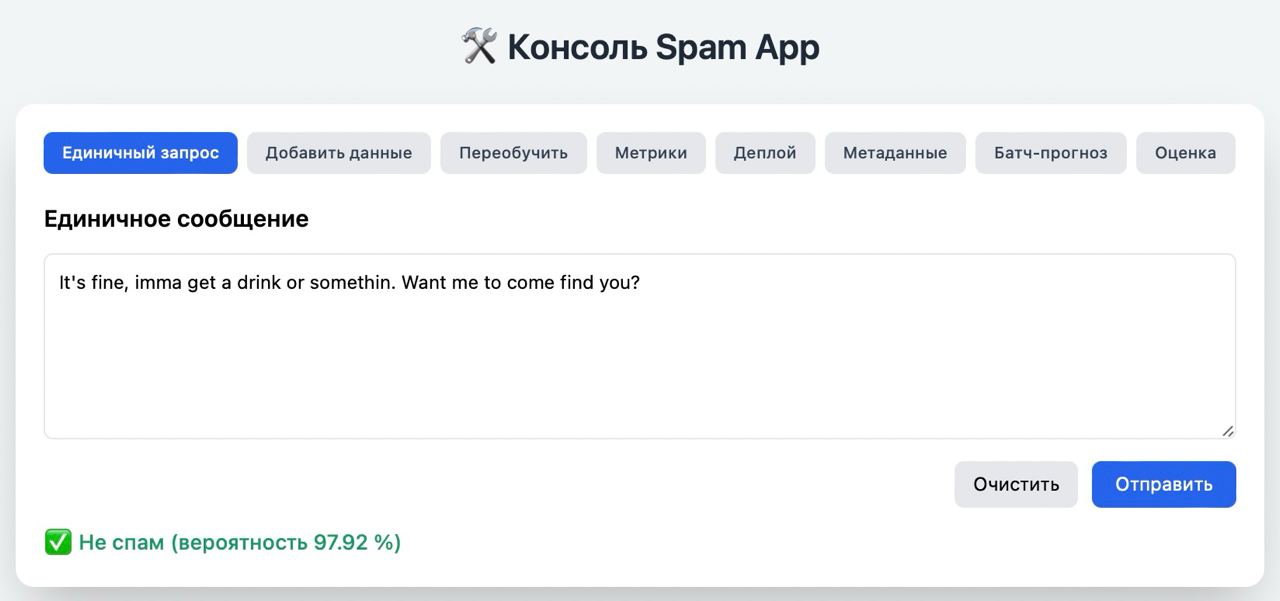 🛠️ Консоль Spam App
Единичный запрос Добавить данные Переобучить Метрики Деплой Метаданные Батч-прогноз Оценка
Единичное сообщение
It's fine, imma get a drink or somethin. Want me to come find you?
Очистить Отправить
✅ Не спам (вероятность 97.92 %)